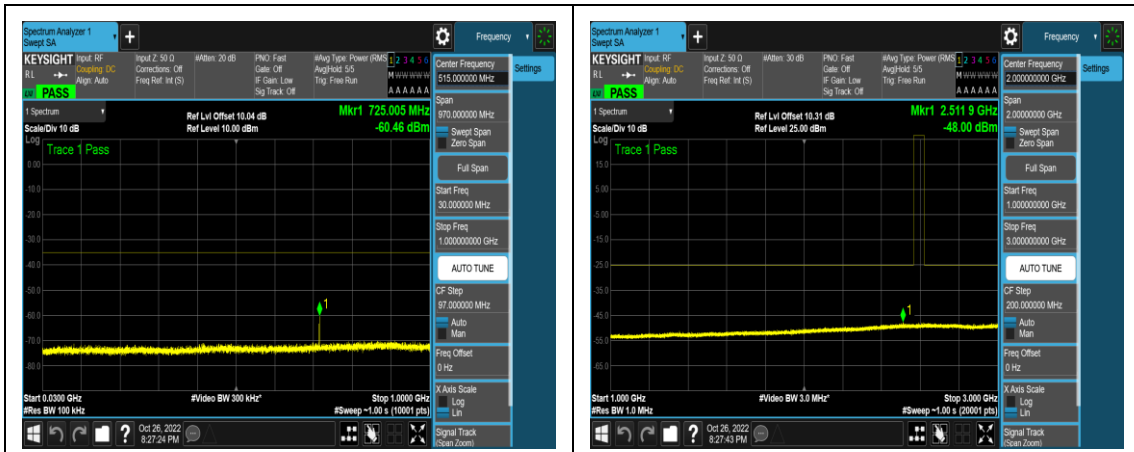 Spectrum Analyzer 1
Swept SA
+
Frequency
KEYSIGHT Input: RF
RL
Coupling: DC
Align: Auto
Input Z: 50 Ω
Corrections: Off
Freq Ref: Int (S)
#Atten: 20 dB
PNO: Fast
Gate: Off
IF Gain: Low
Sig Track: Off
#Avg Type: Power (RMS
Avg|Hold: 5/5
Trig: Free Run
1 2 3 4 5 6
M W W W W W
A A A A A A
PASS
1 Spectrum
Scale/Div 10 dB
Ref Lvl Offset 10.04 dB
Ref Level 10.00 dBm
Mkr1 725.005 MHz
-60.46 dBm
Log
Trace 1 Pass
0.00
-10.0
-20.0
-30.0
-40.0
-50.0
-60.0
-70.0
-80.0
1
Start 0.0300 GHz
#Res BW 100 kHz
#Video BW 300 kHz*
Stop 1.0000 GHz
#Sweep ~1.00 s (10001 pts)
Center Frequency
515.000000 MHz
Settings
Span
970.000000 MHz
Swept Span
Zero Span
Full Span
Start Freq
30.000000 MHz
Stop Freq
1.000000000 GHz
AUTO TUNE
CF Step
97.000000 MHz
Auto
Man
Freq Offset
0 Hz
X Axis Scale
Log
Lin
Signal Track
(Span Zoom)
?
Oct 26, 2022
8:27:24 PM
Spectrum Analyzer 1
Swept SA
+
Frequency
KEYSIGHT Input: RF
RL
Coupling: DC
Align: Auto
Input Z: 50 Ω
Corrections: Off
Freq Ref: Int (S)
#Atten: 30 dB
PNO: Fast
Gate: Off
IF Gain: Low
Sig Track: Off
#Avg Type: Power (RMS
Avg|Hold: 5/5
Trig: Free Run
1 2 3 4 5 6
M W W W W W
A A A A A A
PASS
1 Spectrum
Scale/Div 10 dB
Ref Lvl Offset 10.31 dB
Ref Level 25.00 dBm
Mkr1 2.511 9 GHz
-48.00 dBm
Log
Trace 1 Pass
15.0
5.00
-5.00
-15.0
-25.0
-35.0
-45.0
-55.0
-65.0
1
Start 1.000 GHz
#Res BW 1.0 MHz
#Video BW 3.0 MHz*
Stop 3.000 GHz
#Sweep ~1.00 s (20001 pts)
Center Frequency
2.000000000 GHz
Settings
Span
2.00000000 GHz
Swept Span
Zero Span
Full Span
Start Freq
1.000000000 GHz
Stop Freq
3.000000000 GHz
AUTO TUNE
CF Step
200.000000 MHz
Auto
Man
Freq Offset
0 Hz
X Axis Scale
Log
Lin
Signal Track
(Span Zoom)
?
Oct 26, 2022
8:27:43 PM